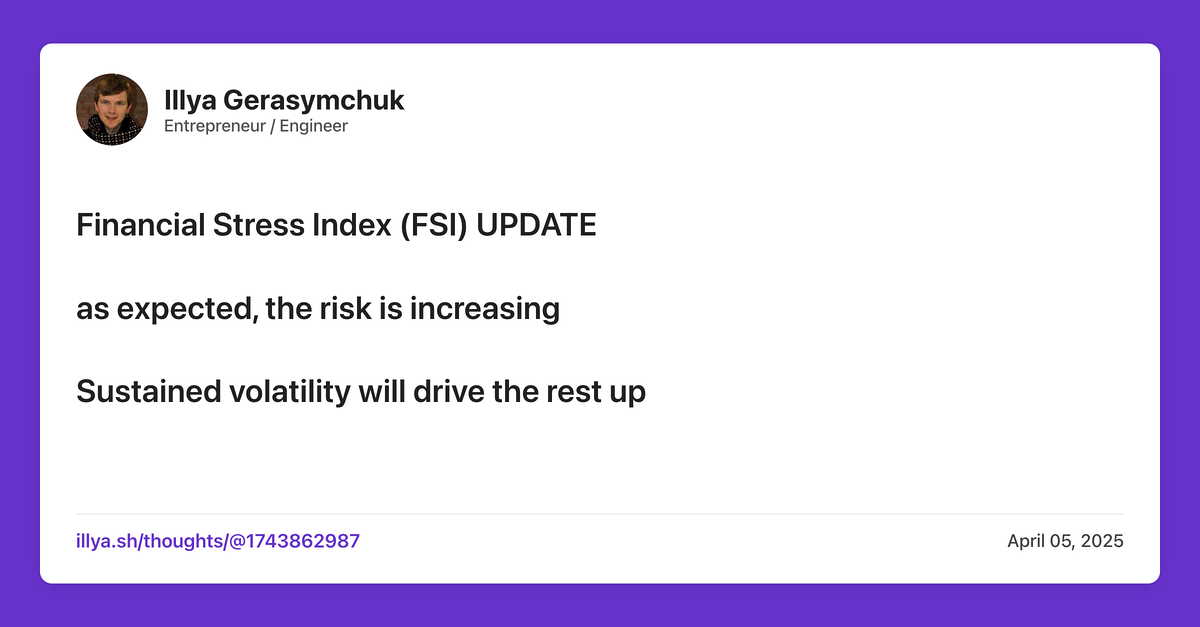 Illya Gerasymchuk
Entrepreneur / Engineer
Financial Stress Index (FSI) UPDATE
as expected, the risk is increasing
Sustained volatility will drive the rest up
illya.sh/thoughts/@1743862987
April 05, 2025